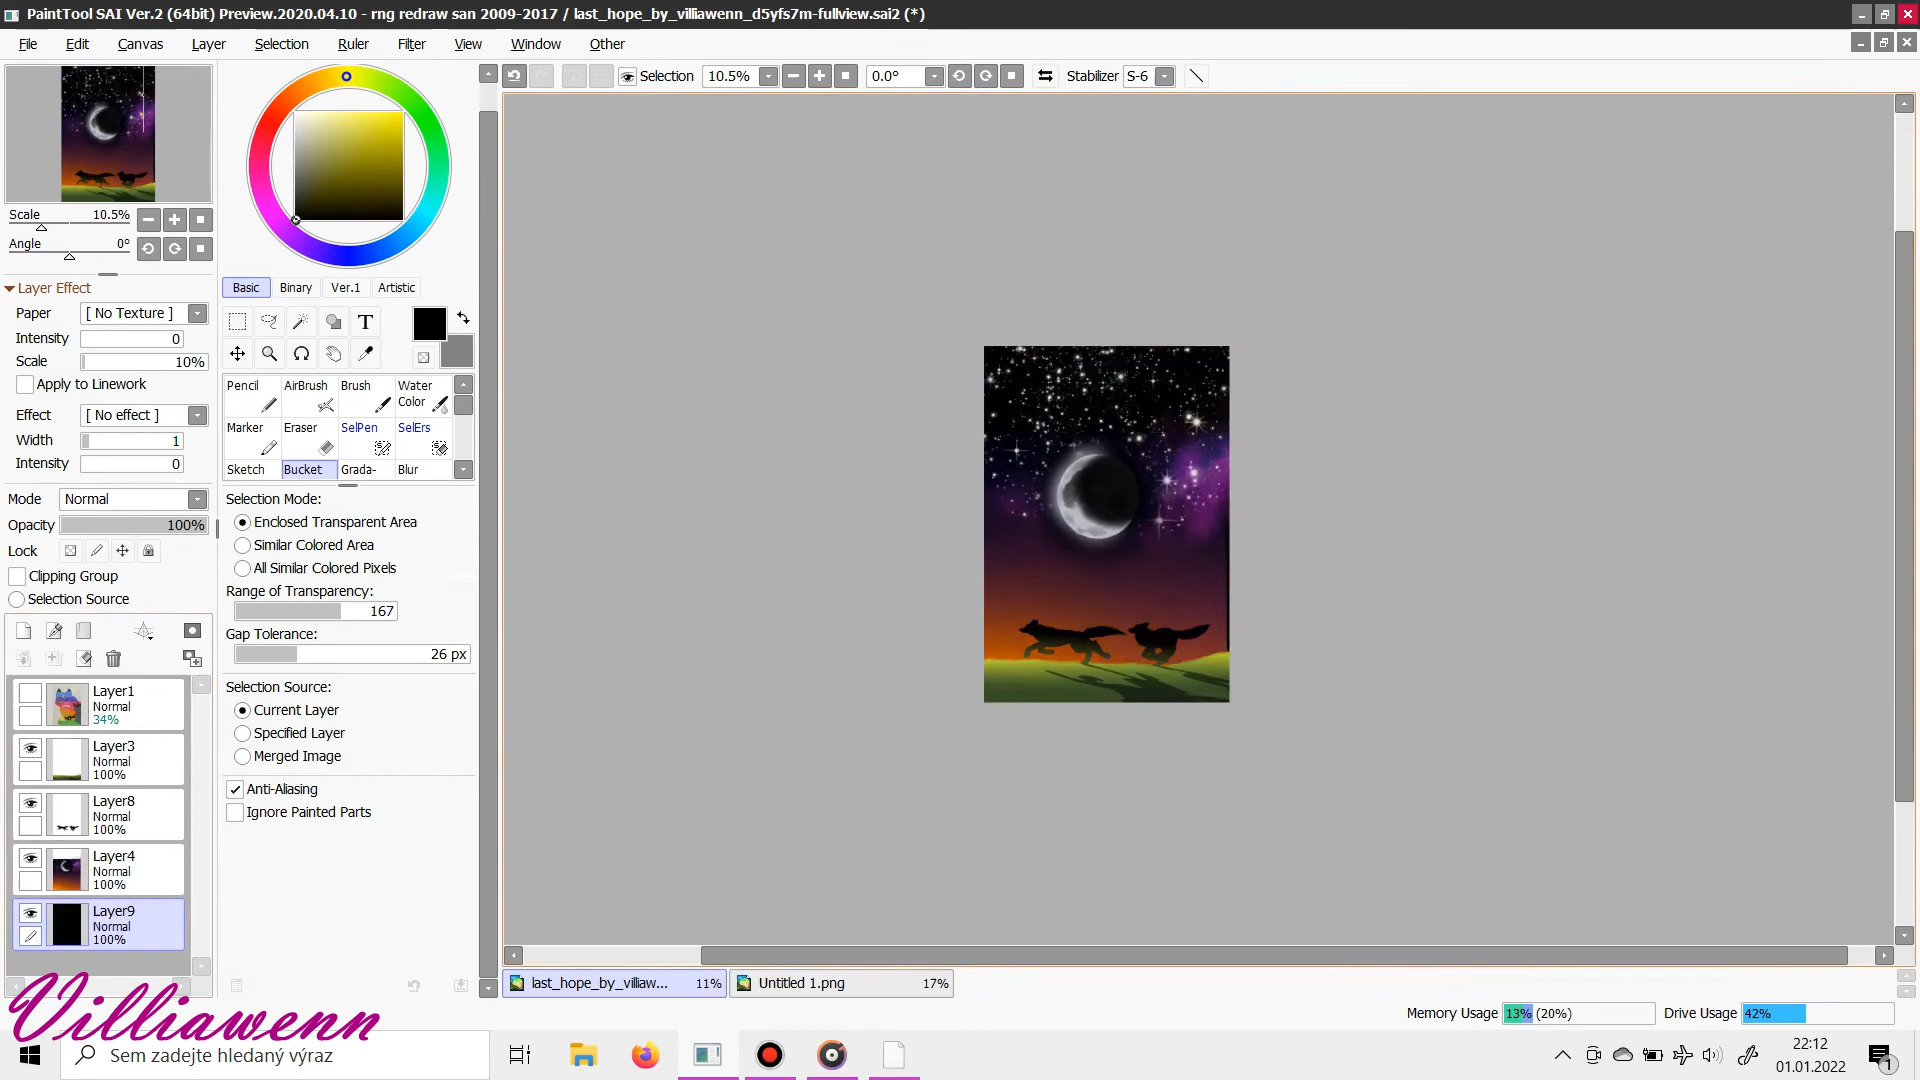 PaintTool SAI Ver.2 (64bit) Preview.2020.04.10 - rng redraw san 2009-2017 / last_hope_by_villiawenn_d5yfs7m-fullview.sai2 (*)
File Edit Canvas Layer Selection Ruler Filter View Window Other
Selection 10.5% 0.0° Stabilizer S-6
Scale 10.5%
Angle 0°
Layer Effect
Paper [ No Texture ]
Intensity 0
Scale 10%
Apply to Linework
Effect [ No effect ]
Width 1
Intensity 0
Mode Normal
Opacity 100%
Lock
Clipping Group
Selection Source
Layer1
Normal
34%
Layer3
Normal
100%
Layer8
Normal
100%
Layer4
Normal
100%
Layer9
Normal
100%
Basic Binary Ver.1 Artistic
T
Pencil AirBrush Brush Water Color
Marker Eraser SelPen SelErs
Sketch Bucket Grada- Blur
Selection Mode:
Enclosed Transparent Area
Similar Colored Area
All Similar Colored Pixels
Range of Transparency:
167
Gap Tolerance:
26 px
Selection Source:
Current Layer
Specified Layer
Merged Image
Anti-Aliasing
Ignore Painted Parts
last_hope_by_villiaw... 11% Untitled 1.png 17%
Memory Usage 13% (20%) Drive Usage 42%
Villiawenn
Sem zadejte hledaný výraz
22:12
01.01.2022
1